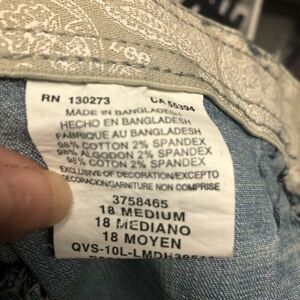 RN 130273 CA 55394
MADE IN BANGLADESH
HECHO EN BANGLADESH
FABRIQUE AU BANGLADESH
98% COTTON 2% SPANDEX
98% ALGODON 2% SPANDEX
98% COTON 2% SPANDEX
EXCLUSIVE OF DECORATION/EXCEPTO
DECORACION/GARNITURE NON COMPRISE
3758465
18 MEDIUM
18 MEDIANO
18 MOYEN